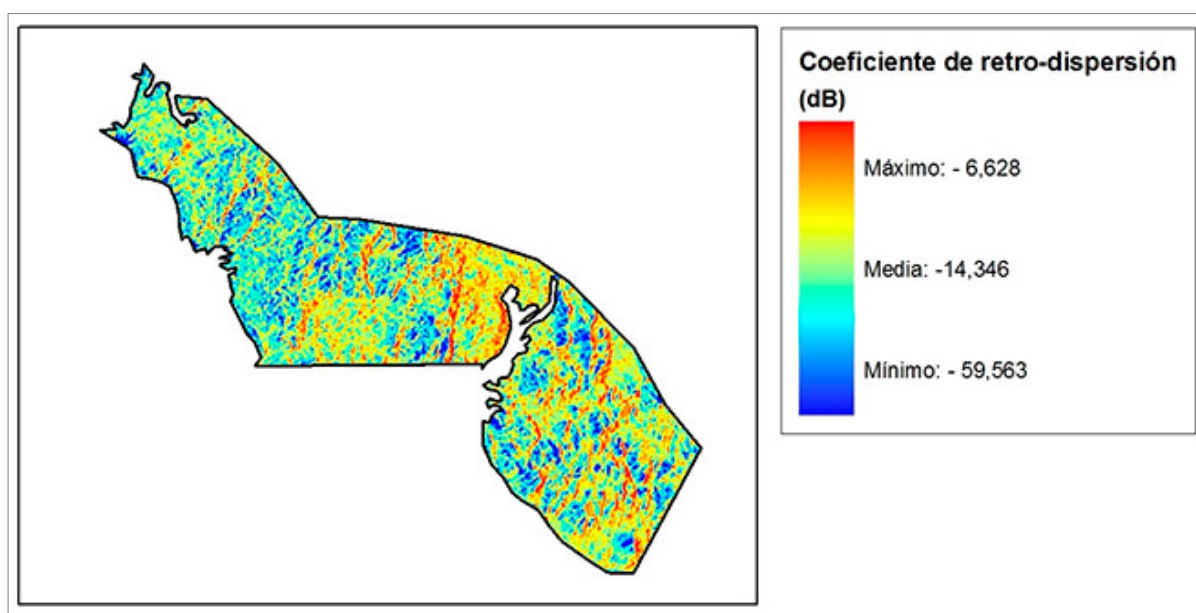 Coeficiente de retro-dispersión
(dB)
Máximo: - 6,628
Media: -14,346
Mínimo: - 59,563